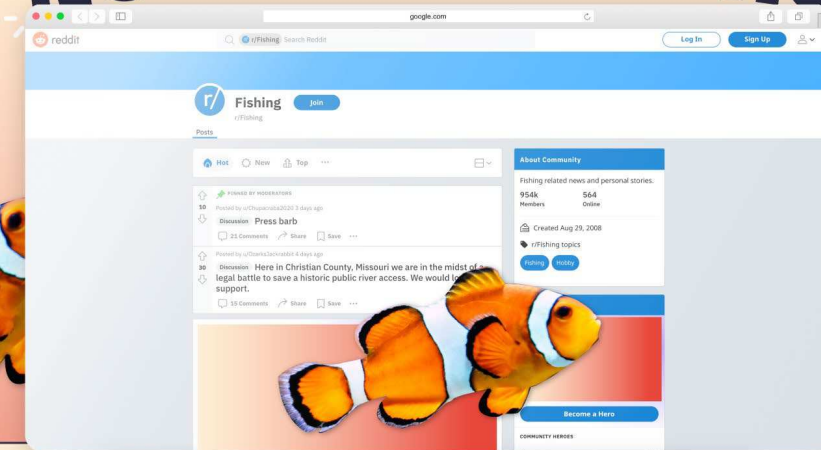 google.com
reddit
r/Fishing Search Reddit
Log In
Sign Up
r/
Fishing
Join
r/Fishing
Posts
Hot
New
Top
PINNED BY MODERATORS
10
Posted by u/Chupacraba2020 3 days ago
Discussion Press barb
21 Comments Share Save
Posted by u/OzarksJackrabbit 4 days ago
30
Discussion Here in Christian County, Missouri we are in the midst of a
legal battle to save a historic public river access. We would
support.
15 Comments Share Save
About Community
Fishing related news and personal stories.
954k 564
Members Online
Created Aug 29, 2008
r/Fishing topics
Fishing Hobby
Become a Hero
COMMUNITY HEROES